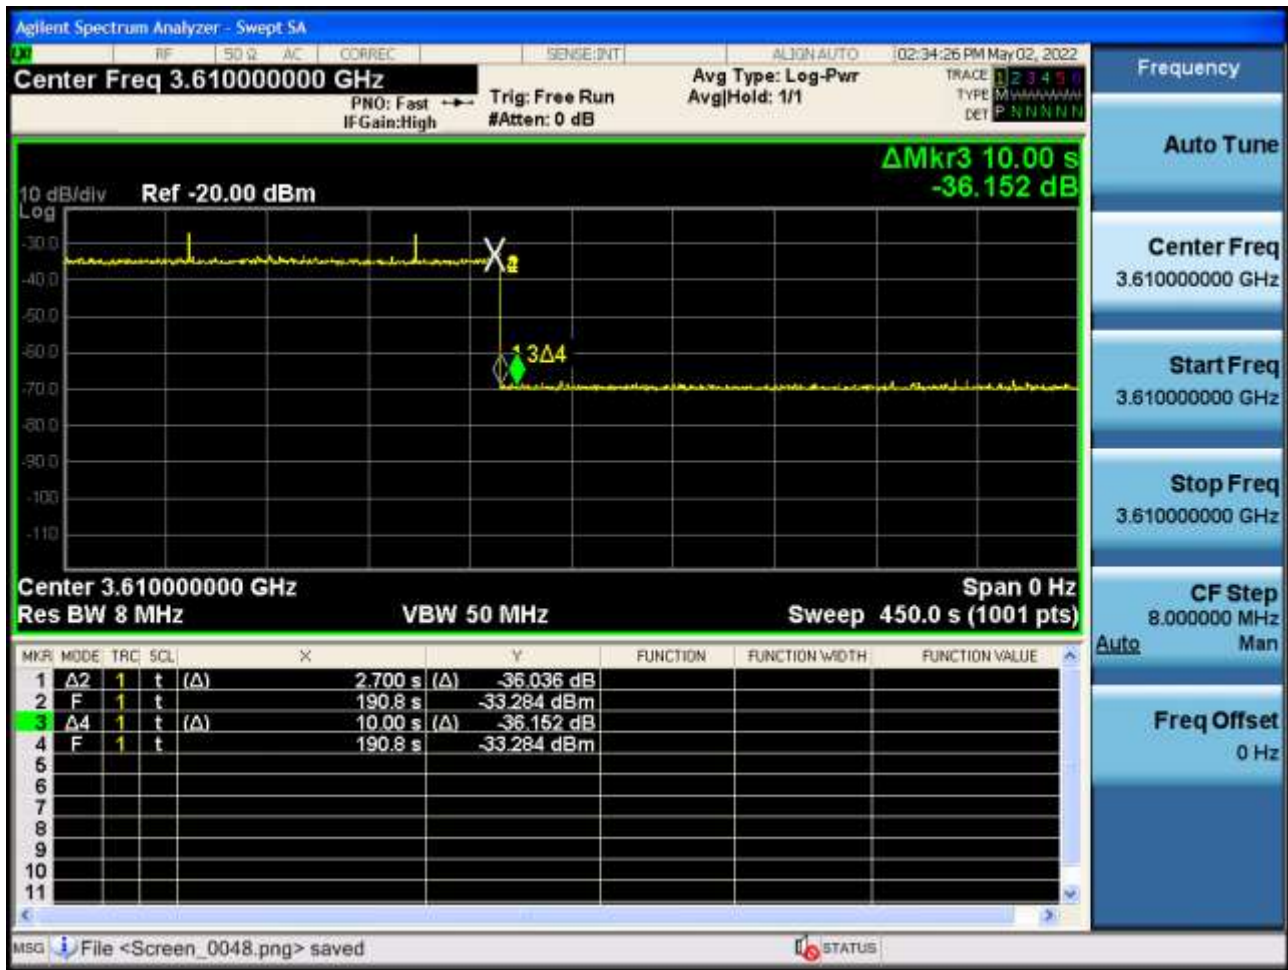 Agilent Spectrum Analyzer - Swept SA
LXI RF 50 Ω AC CORREC SENSE:INT ALIGN AUTO 02:34:26 PM May 02, 2022
Center Freq 3.610000000 GHz
PNO: Fast
IFGain:High
Trig: Free Run
#Atten: 0 dB
Avg Type: Log-Pwr
Avg|Hold: 1/1
TRACE 1 2 3 4 5 6
TYPE M
DET P N N N N N
ΔMkr3 10.00 s
-36.152 dB
10 dB/div Ref -20.00 dBm
Log
-30.0
-40.0
-50.0
-60.0
-70.0
-80.0
-90.0
-100
-110
3Δ4
Center 3.6100000000 GHz Span 0 Hz
Res BW 8 MHz VBW 50 MHz Sweep 450.0 s (1001 pts)
MKR MODE TRC SCL X Y FUNCTION FUNCTION WIDTH FUNCTION VALUE
1 Δ2 1 t (Δ) 2.700 s (Δ) -36.036 dB
2 F 1 t 190.8 s -33.284 dBm
3 Δ4 1 t (Δ) 10.00 s (Δ) -36.152 dB
4 F 1 t 190.8 s -33.284 dBm
5
6
7
8
9
10
11
MSG File <Screen_0048.png> saved STATUS
Frequency
Auto Tune
Center Freq
3.610000000 GHz
Start Freq
3.610000000 GHz
Stop Freq
3.610000000 GHz
CF Step
8.000000 MHz
Auto Man
Freq Offset
0 Hz